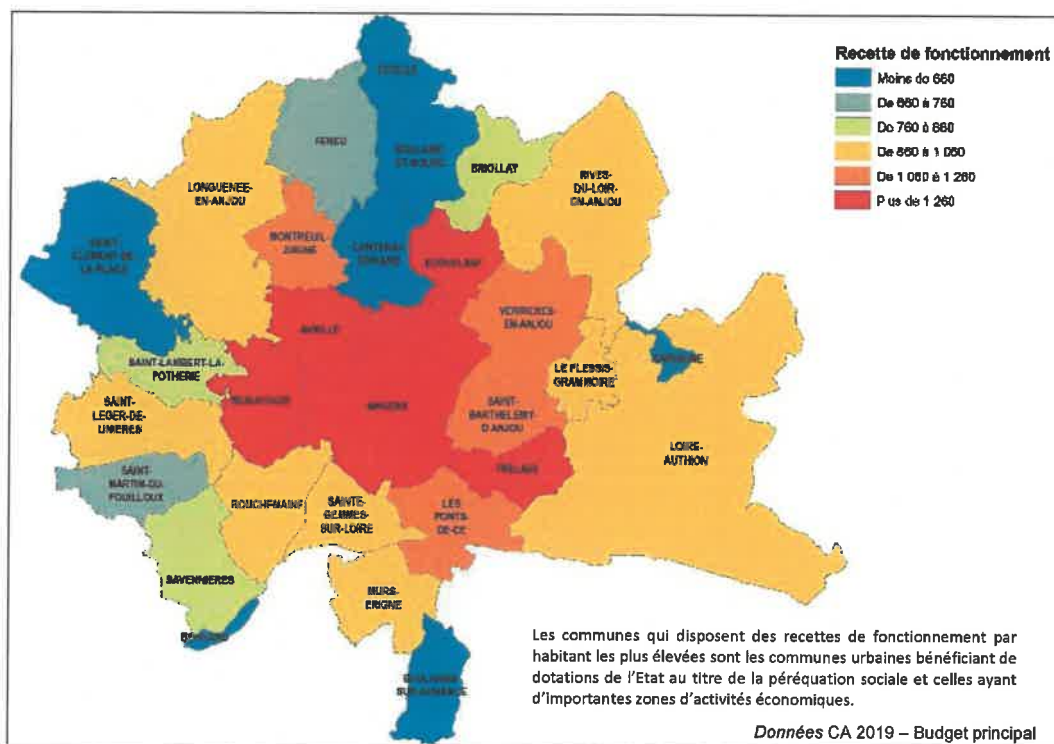 Recette de fonctionnement
Moins de 660
De 660 à 760
De 760 à 860
De 860 à 1 060
De 1 060 à 1 260
Plus de 1 260
FENEU
BRIOLLAY
LONGUENEE-
EN-ANJOU
RIVES-
DU-LOIR-
EN-ANJOU
MONTREUIL-
JUIGNE
SAINT-
CLEMENT-DE-
LA-PLACE
VERRIERES-
EN-ANJOU
AVRILLE
SAINT-LAMBERT-LA-
POTHERIE
LE PLESSIS-
GRAMMOIRE
SAINT-
LEGER-DE-
LINIERES
ANGERS
SAINT-
BARTHELEMY-
D'ANJOU
LOIRE-
AUTHION
TRELAZE
SAINT-
MARTIN-DU-
FOUILLOUX
BOUCHEMAINE
SAINTE-
GEMMES-
SUR-LOIRE
LES
PONTS-
DE-CE
SAVENNIERES
MURS-
ERIGNE
Les communes qui disposent des recettes de fonctionnement par
habitant les plus élevées sont les communes urbaines bénéficiant de
dotations de l'Etat au titre de la péréquation sociale et celles ayant
d'importantes zones d'activités économiques.
Données CA 2019 – Budget principal